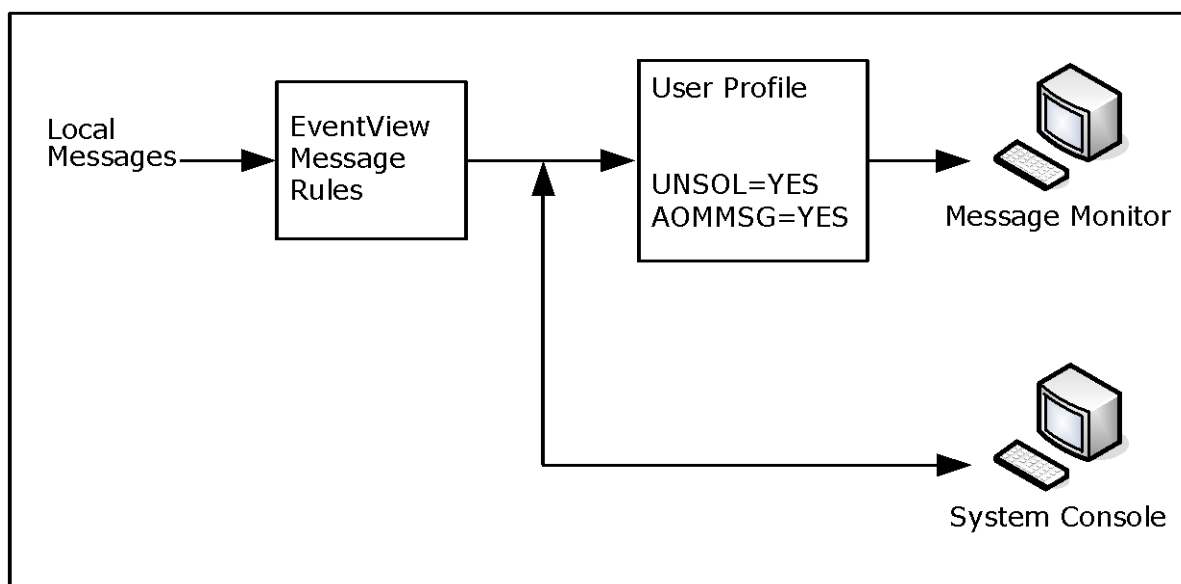 Local
Messages
EventView
Message
Rules
User Profile
UNSOL=YES
AOMMSG=YES
Message Monitor
System Console